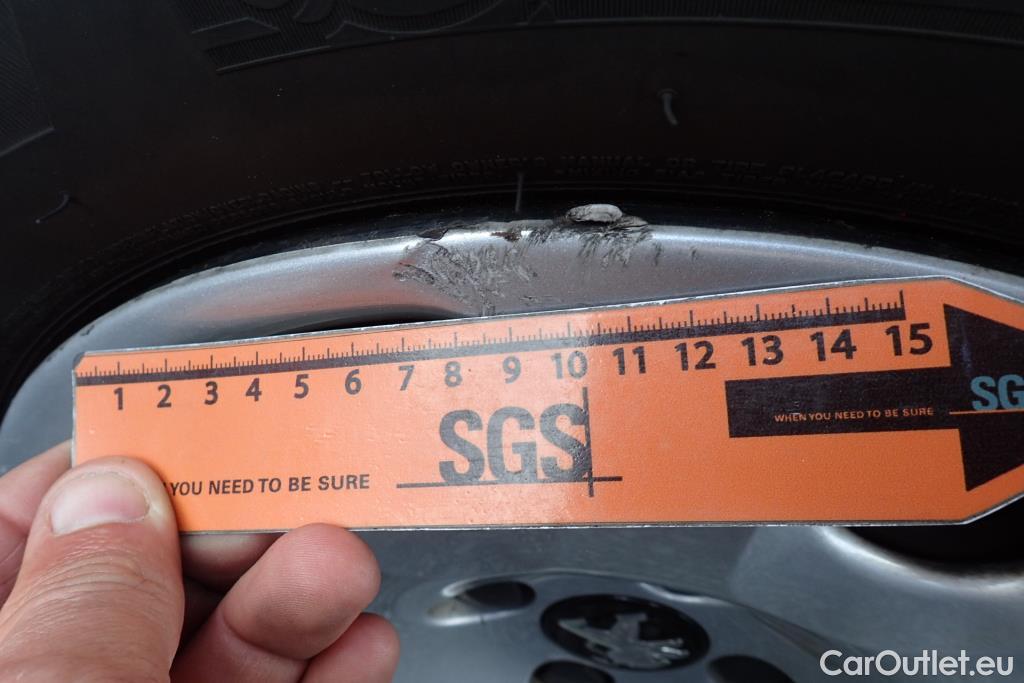 1 2 3 4 5 6 7 8 9 10 11 12 13 14 15
SGS
WHEN YOU NEED TO BE SURE
SG
YOU NEED TO BE SURE
CarOutlet.eu